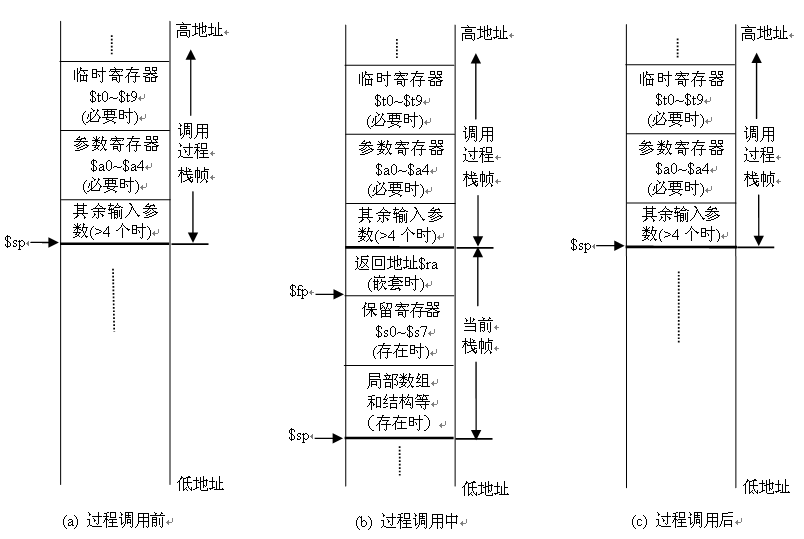 高地址
临时寄存器
$t0~$t9
(必要时)
参数寄存器
$a0~$a4
(必要时)
其余输入参
数(>4 个时)
$sp
调用
过程
栈帧
低地址
(a) 过程调用前
高地址
临时寄存器
$t0~$t9
(必要时)
参数寄存器
$a0~$a4
(必要时)
其余输入参
数(>4 个时)
调用
过程
栈帧
返回地址$ra
(嵌套时)
$fp
保留寄存器
$s0~$s7
(存在时)
局部数组
和结构等
（存在时）
当前
栈帧
$sp
低地址
(b) 过程调用中
高地址
临时寄存器
$t0~$t9
(必要时)
参数寄存器
$a0~$a4
(必要时)
其余输入参
数(>4 个时)
$sp
调用
过程
栈帧
低地址
(c) 过程调用后